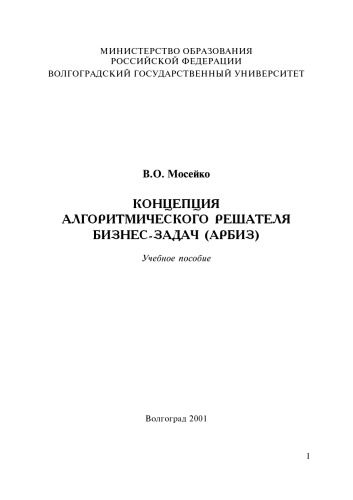 МИНИСТЕРСТВО ОБРАЗОВАНИЯ
РОССИЙСКОЙ ФЕДЕРАЦИИ
ВОЛГОГРАДСКИЙ ГОСУДАРСТВЕННЫЙ УНИВЕРСИТЕТ
В.О. Мосейко
КОНЦЕПЦИЯ
АЛГОРИТМИЧЕСКОГО РЕШАТЕЛЯ
БИЗНЕС-ЗАДАЧ (АРБИЗ)
Учебное пособие
Волгоград 2001
1